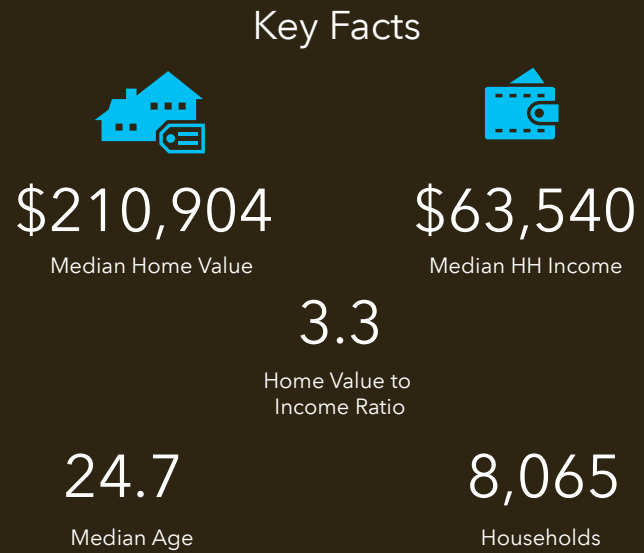 Key Facts
$210,904
$63,540
Median Home Value
Median HH Income
3.3
Home Value to
Income Ratio
24.7
8,065
Median Age
Households